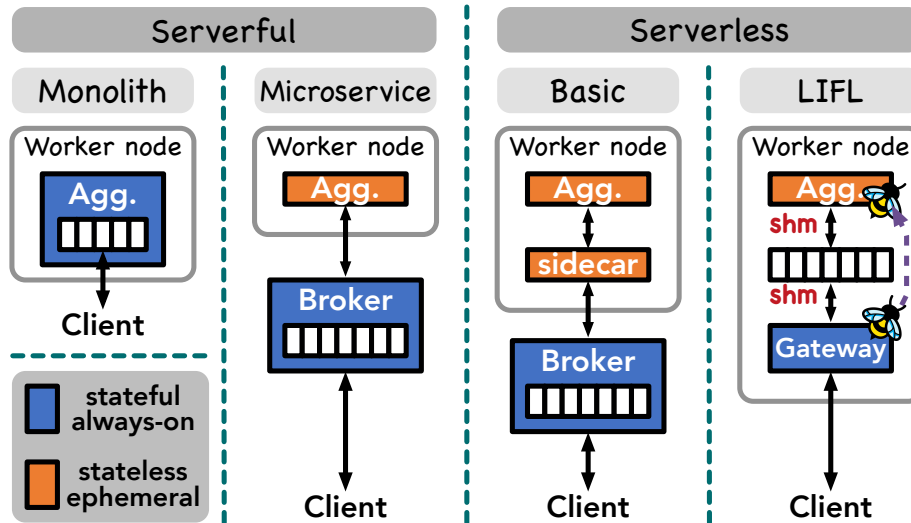 Serverful
Serverless
Monolith
Microservice
Basic
LIFL
Worker node
Agg.
Client
Worker node
Agg.
Broker
Client
Worker node
Agg.
sidecar
Broker
Client
Worker node
Agg.
shm
shm
Gateway
Client
stateful
always-on
stateless
ephemeral